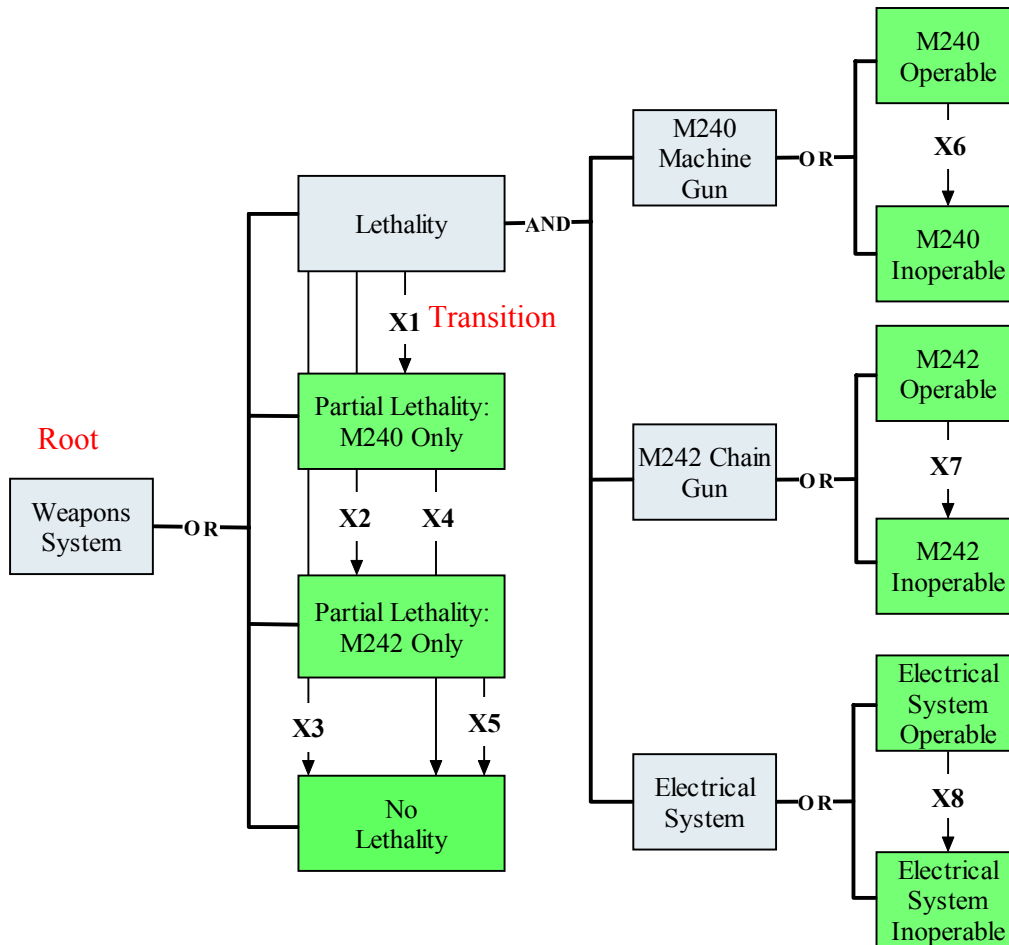 Root
Weapons
System
OR
Lethality
AND
X1
Transition
Partial Lethality:
M240 Only
X2
X4
Partial Lethality:
M242 Only
X3
X5
No
Lethality
M240
Machine
Gun
OR
M240
Operable
X6
M240
Inoperable
M242 Chain
Gun
OR
M242
Operable
X7
M242
Inoperable
Electrical
System
OR
Electrical
System
Operable
X8
Electrical
System
Inoperable